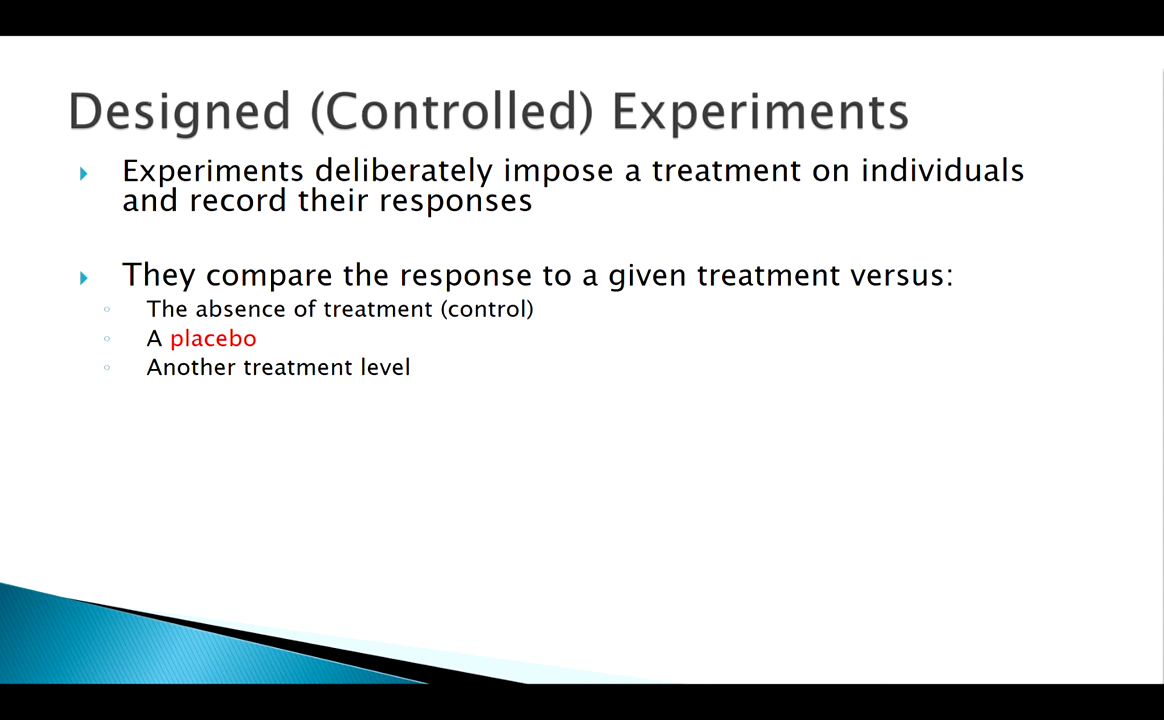 Designed (Controlled) Experiments
Experiments deliberately impose a treatment on individuals
and record their responses
They compare the response to a given treatment versus:
The absence of treatment (control)
A placebo
Another treatment level